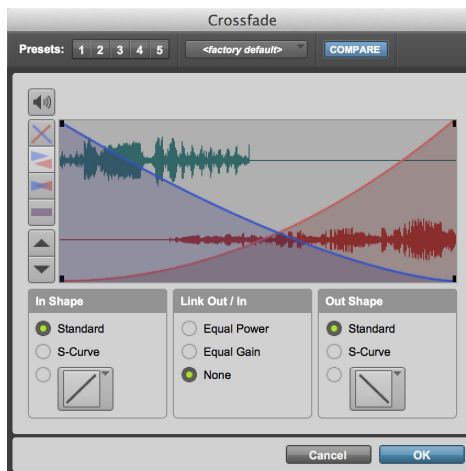 Crossfade
Presets: 1 2 3 4 5 <factory default> COMPARE
In Shape
Standard
S-Curve
Link Out / In
Equal Power
Equal Gain
None
Out Shape
Standard
S-Curve
Cancel OK